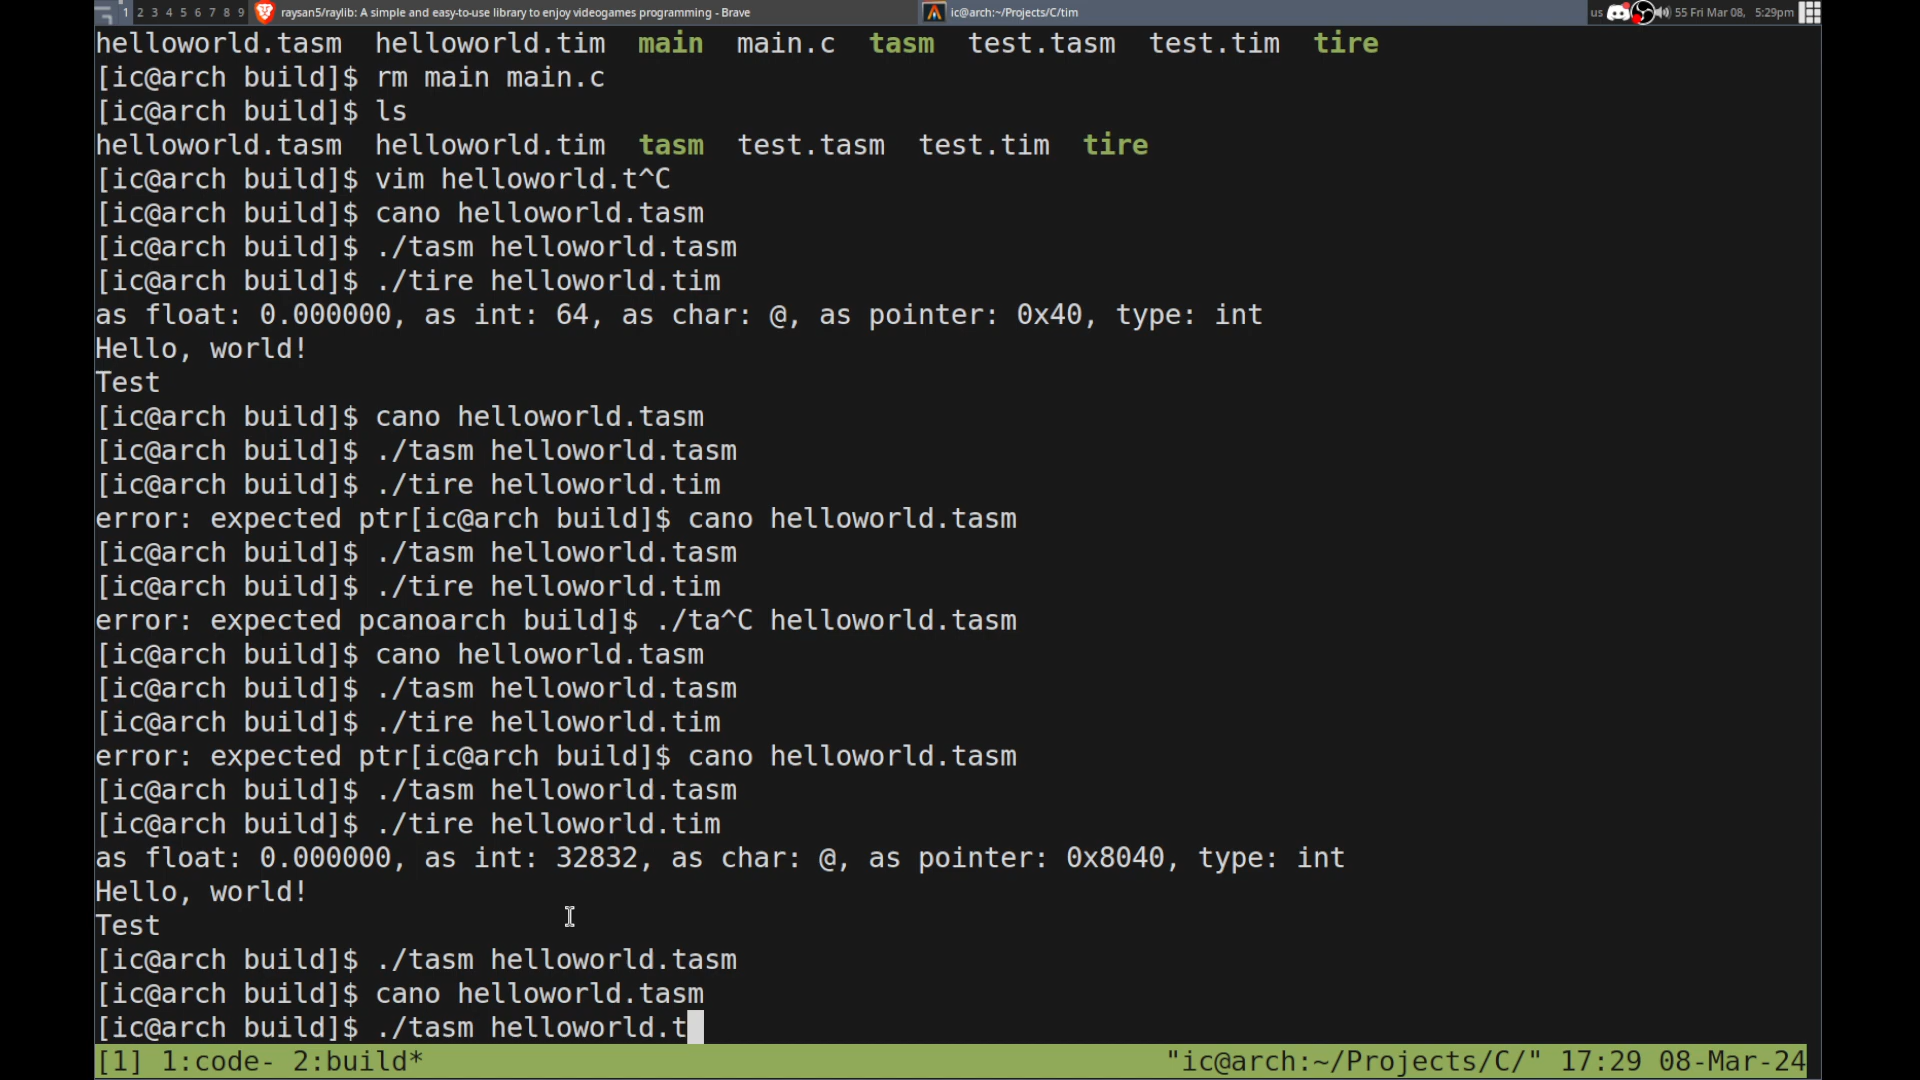 1 2 3 4 5 6 7 8 9 raysan5/raylib: A simple and easy-to-use library to enjoy videogames programming - Brave ic@arch:~/Projects/C/tim us 55 Fri Mar 08, 5:29pm
helloworld.tasm helloworld.tim main main.c tasm test.tasm test.tim tire
[ic@arch build]$ rm main main.c
[ic@arch build]$ ls
helloworld.tasm helloworld.tim tasm test.tasm test.tim tire
[ic@arch build]$ vim helloworld.t^C
[ic@arch build]$ cano helloworld.tasm
[ic@arch build]$ ./tasm helloworld.tasm
[ic@arch build]$ ./tire helloworld.tim
as float: 0.000000, as int: 64, as char: @, as pointer: 0x40, type: int
Hello, world!
Test
[ic@arch build]$ cano helloworld.tasm
[ic@arch build]$ ./tasm helloworld.tasm
[ic@arch build]$ ./tire helloworld.tim
error: expected ptr[ic@arch build]$ cano helloworld.tasm
[ic@arch build]$ ./tasm helloworld.tasm
[ic@arch build]$ ./tire helloworld.tim
error: expected pcanoarch build]$ ./ta^C helloworld.tasm
[ic@arch build]$ cano helloworld.tasm
[ic@arch build]$ ./tasm helloworld.tasm
[ic@arch build]$ ./tire helloworld.tim
error: expected ptr[ic@arch build]$ cano helloworld.tasm
[ic@arch build]$ ./tasm helloworld.tasm
[ic@arch build]$ ./tire helloworld.tim
as float: 0.000000, as int: 32832, as char: @, as pointer: 0x8040, type: int
Hello, world!
Test
[ic@arch build]$ ./tasm helloworld.tasm
[ic@arch build]$ cano helloworld.tasm
[ic@arch build]$ ./tasm helloworld.t
[1] 1:code- 2:build* "ic@arch:~/Projects/C/" 17:29 08-Mar-24